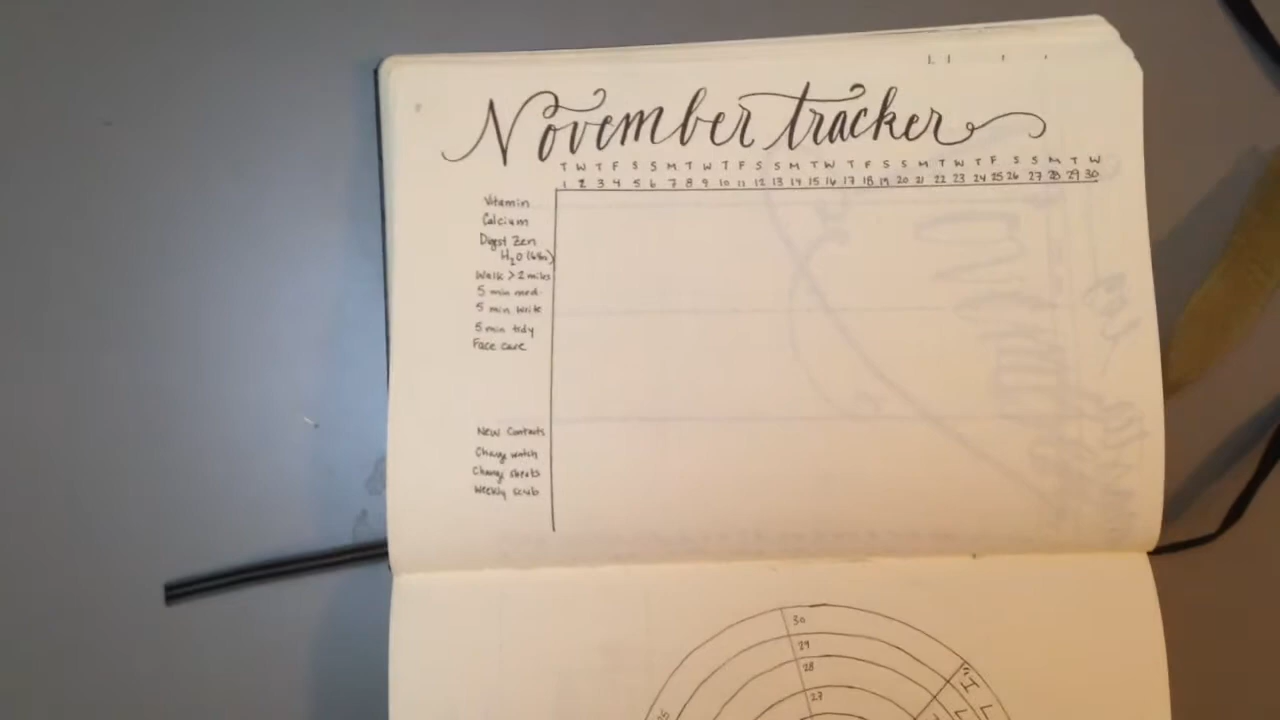 November tracker
T W T F S S M T W T F S S M T W T F S S M T W T F S S M T W
1 2 3 4 5 6 7 8 9 10 11 12 13 14 15 16 17 18 19 20 21 22 23 24 25 26 27 28 29 30
Vitamin
Calcium
Digest Zen
H2O
Walk > 2 miles
5 min med.
5 min write
5 min tidy
Face care
New Contacts
Charge watch
Change sheets
Weekly scrub
30
29
28
27